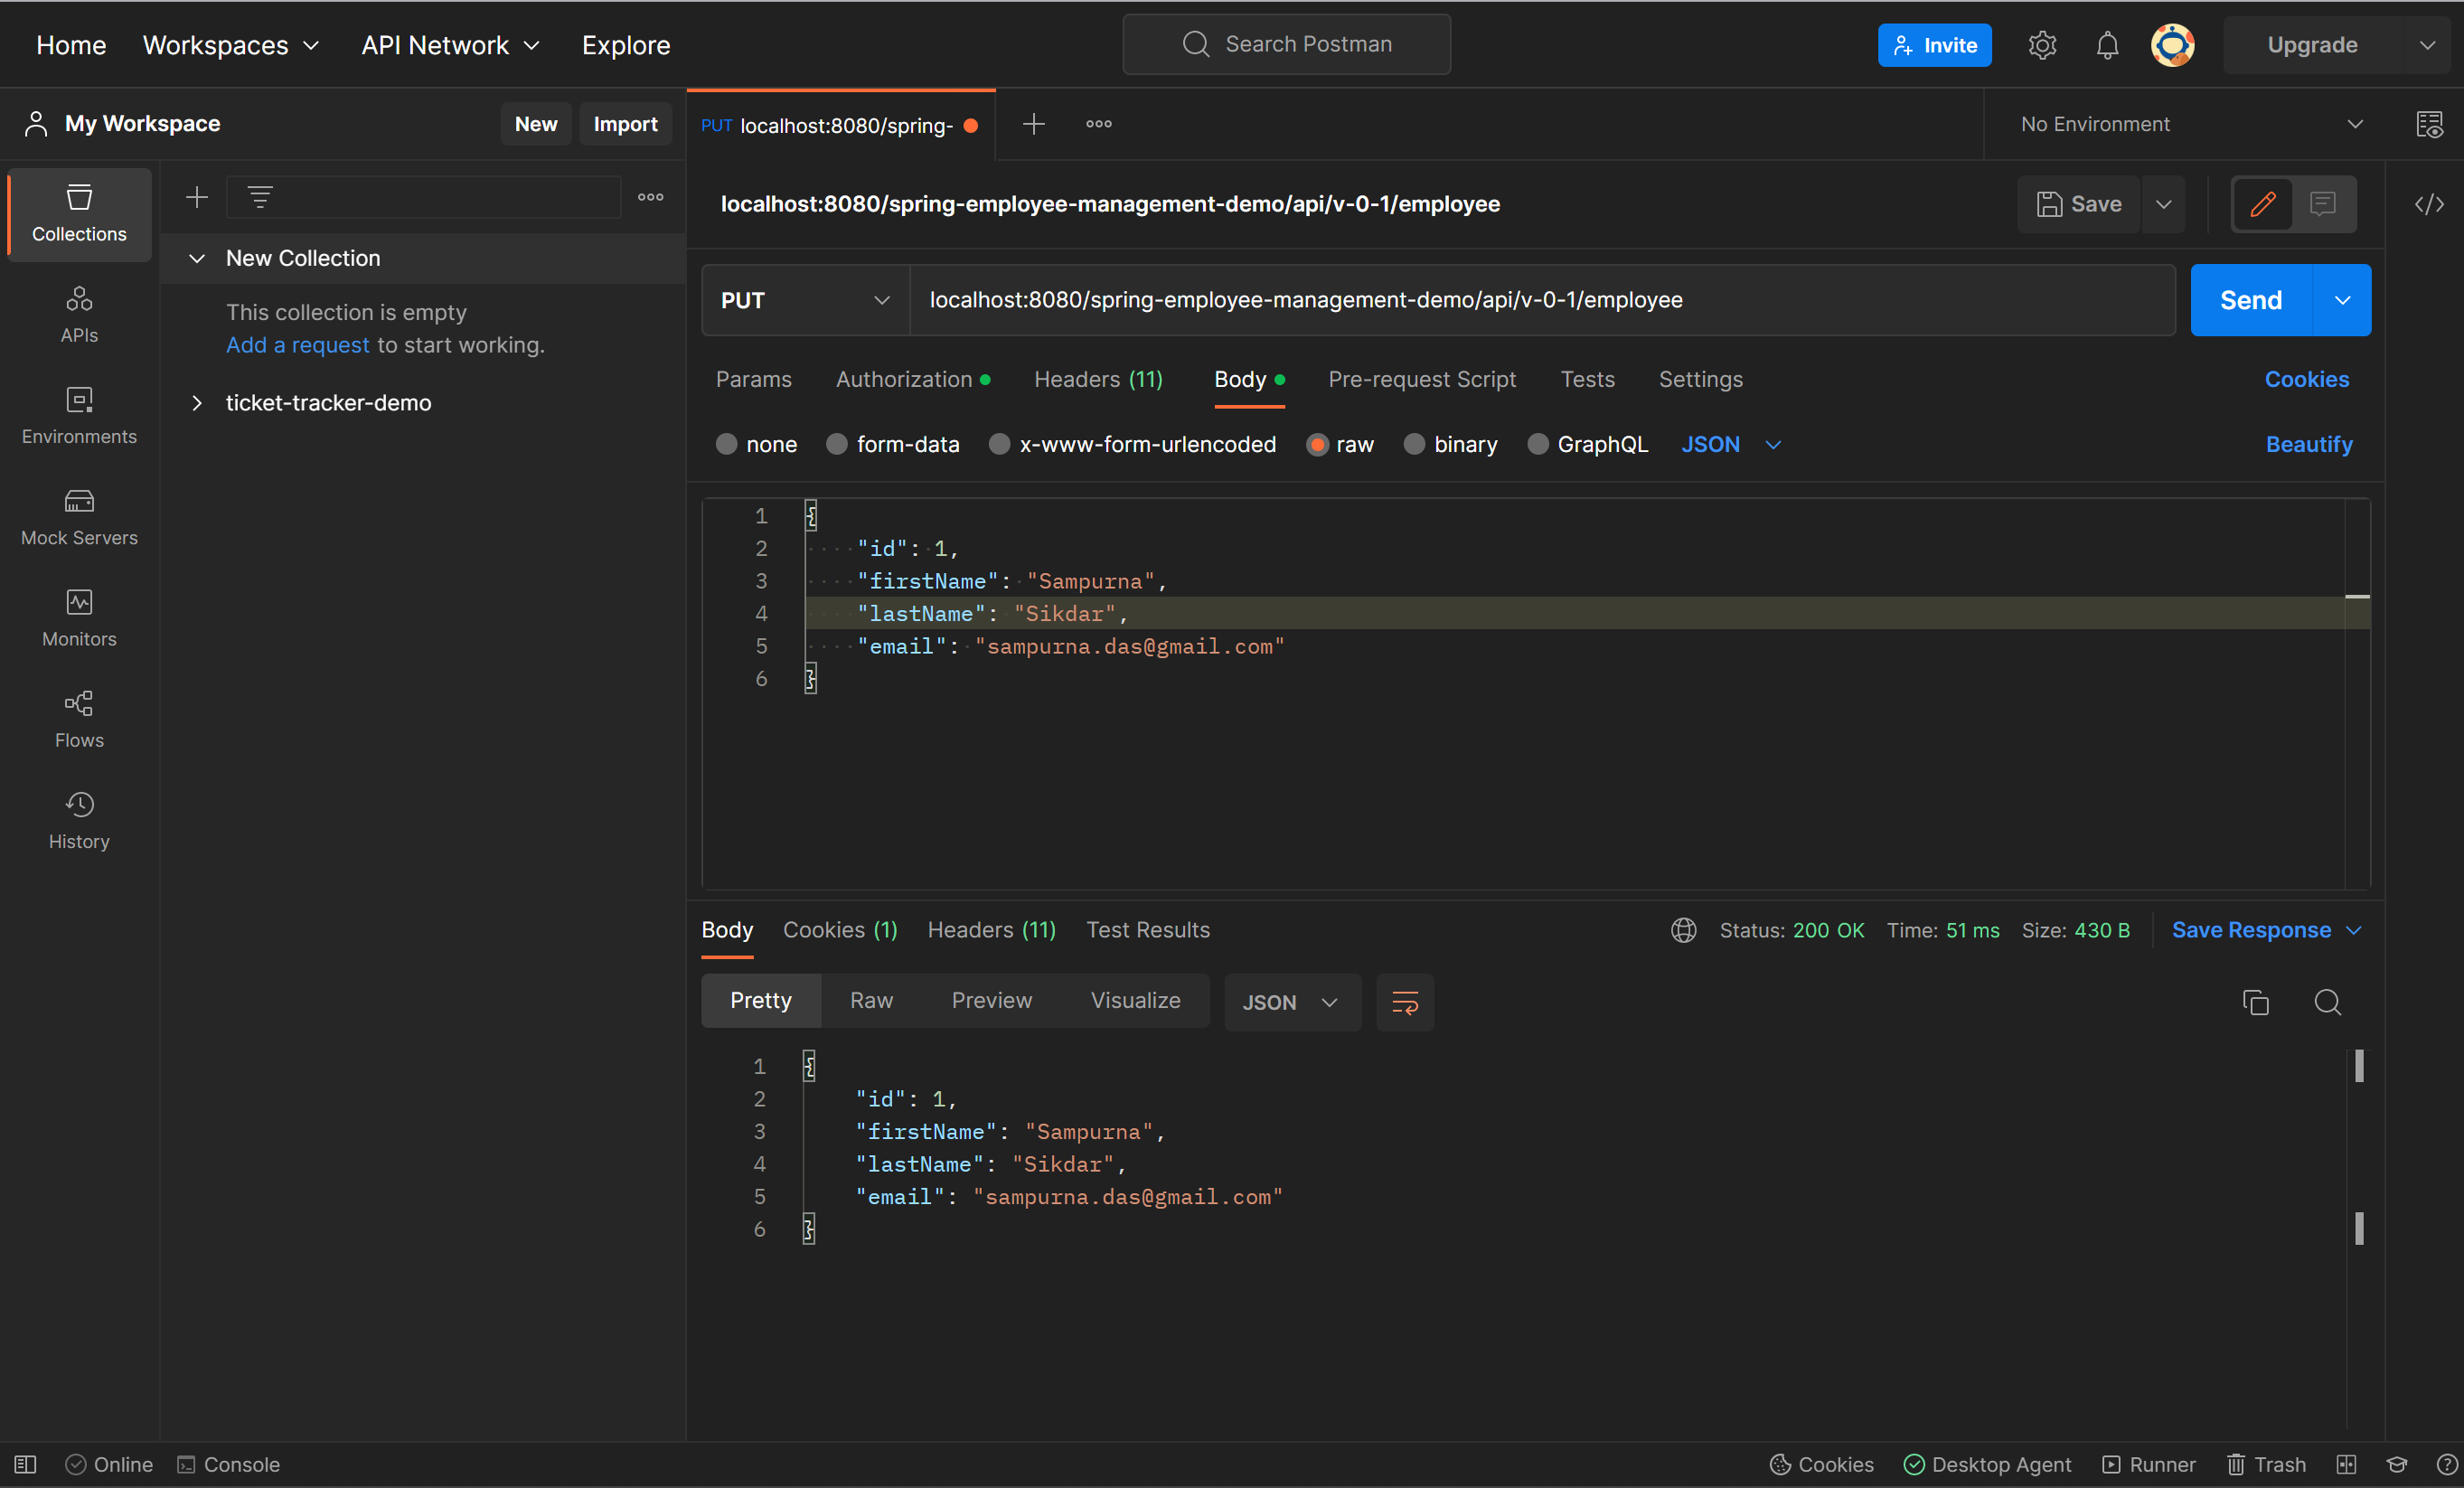 Home Workspaces API Network Explore Search Postman Invite Upgrade
My Workspace New Import PUT localhost:8080/spring- No Environment
localhost:8080/spring-employee-management-demo/api/v-0-1/employee Save
Collections
New Collection
This collection is empty
Add a request to start working.
ticket-tracker-demo
APIs
Environments
Mock Servers
Monitors
Flows
History
PUT localhost:8080/spring-employee-management-demo/api/v-0-1/employee Send
Params Authorization Headers (11) Body Pre-request Script Tests Settings Cookies
none form-data x-www-form-urlencoded raw binary GraphQL JSON Beautify
1 {
2 "id": 1,
3 "firstName": "Sampurna",
4 "lastName": "Sikdar",
5 "email": "sampurna.das@gmail.com"
6 }
Body Cookies (1) Headers (11) Test Results Status: 200 OK Time: 51 ms Size: 430 B Save Response
Pretty Raw Preview Visualize JSON
1 {
2 "id": 1,
3 "firstName": "Sampurna",
4 "lastName": "Sikdar",
5 "email": "sampurna.das@gmail.com"
6 }
Online Console Cookies Desktop Agent Runner Trash